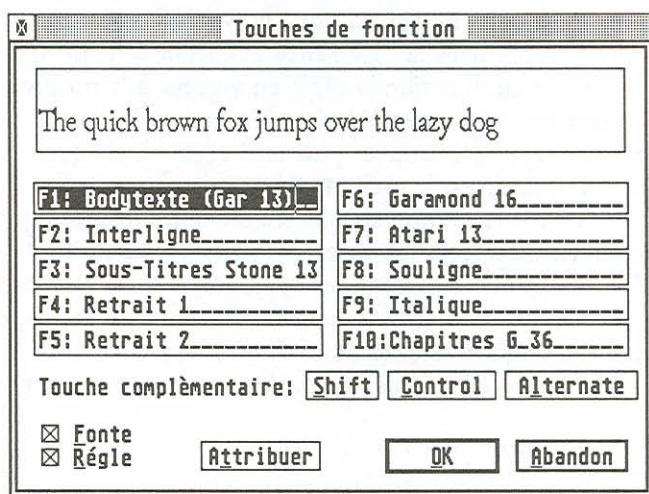 Touches de fonction
The quick brown fox jumps over the lazy dog
F1: Bodytexte (Gar 13)__
F2: Interligne__________
F3: Sous-Titres Stone 13
F4: Retrait 1___________
F5: Retrait 2___________
F6: Garamond 16_________
F7: Atari 13____________
F8: Souligne____________
F9: Italique____________
F10:Chapitres G_36______
Touche complèmentaire: Shift Control Alternate
Fonte
Régle
Attribuer OK Abandon